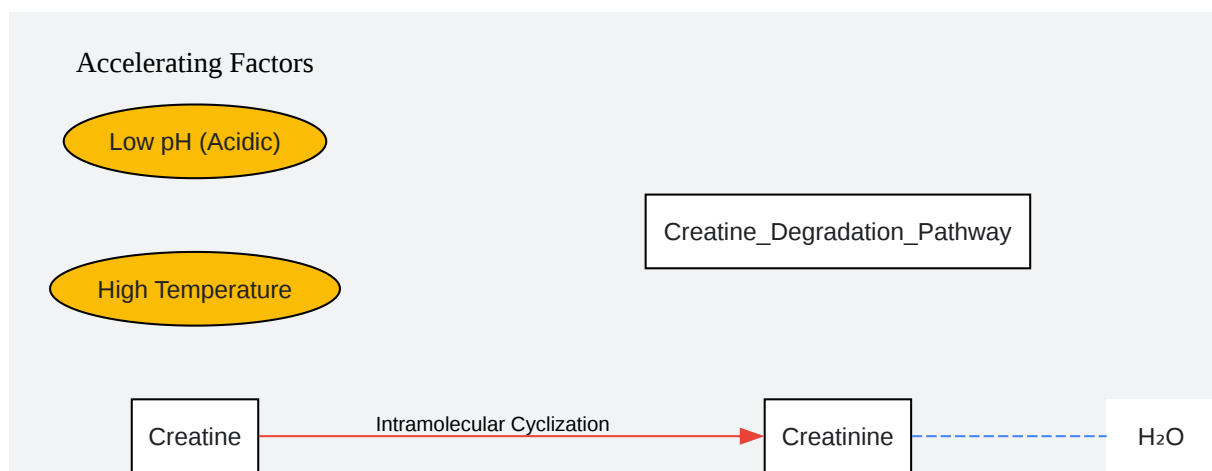 Accelerating Factors
Low pH (Acidic)
Creatine_Degradation_Pathway
High Temperature
Intramolecular Cyclization
Creatine
Creatinine
H₂O